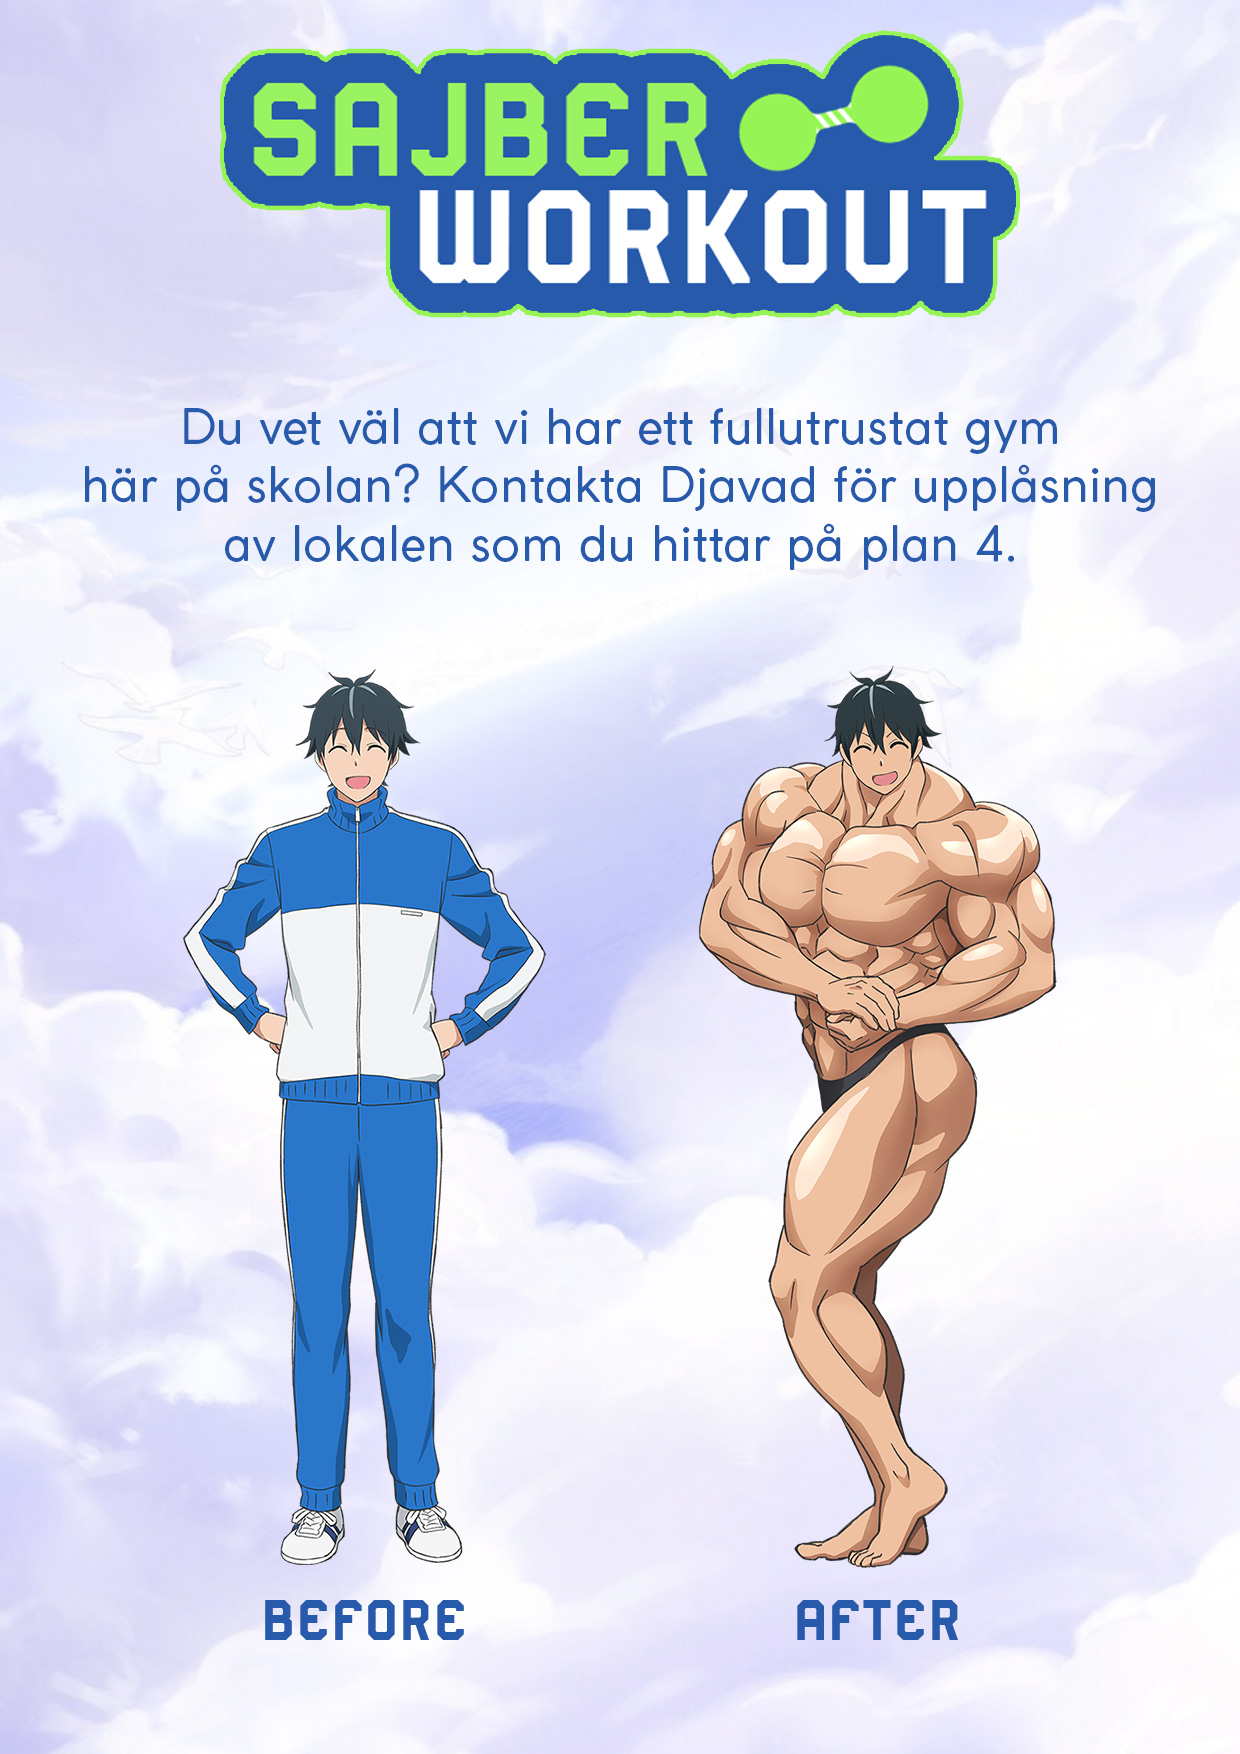 SAJBER
WORKOUT
Du vet väl att vi har ett fullutrustat gym
här på skolan? Kontakta Djavad för upplåsning
av lokalen som du hittar på plan 4.
BEFORE
AFTER